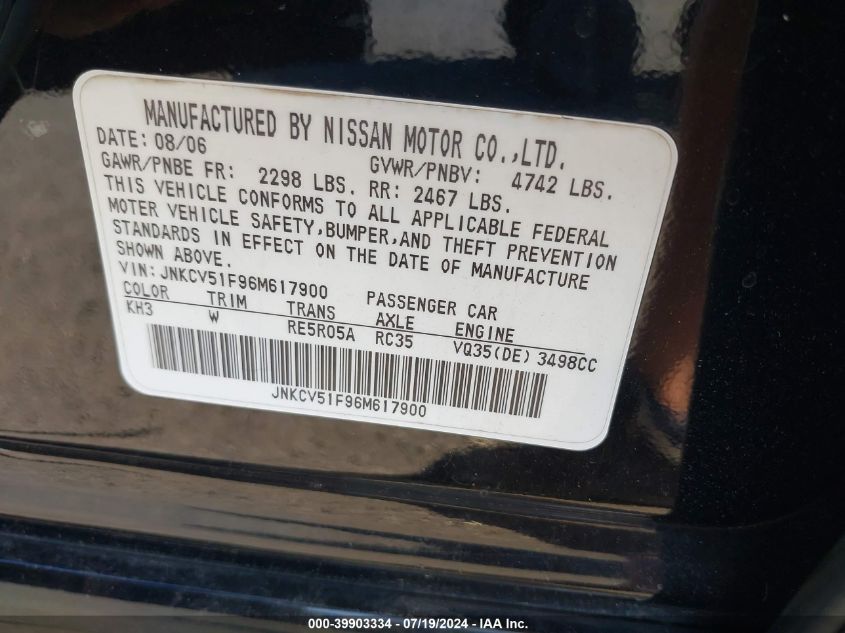 MANUFACTURED BY NISSAN MOTOR CO.,LTD.
DATE: 08/06 GVWR/PNBV: 4742 LBS.
GAWR/PNBE FR: 2298 LBS. RR: 2467 LBS.
THIS VEHICLE CONFORMS TO ALL APPLICABLE FEDERAL
MOTOR VEHICLE SAFETY,BUMPER,AND THEFT PREVENTION
STANDARDS IN EFFECT ON THE DATE OF MANUFACTURE
SHOWN ABOVE.
VIN: JNKCV51F96M617900 PASSENGER CAR
COLOR TRIM TRANS AXLE ENGINE
KH3 W RE5R05A RC35 VQ35(DE) 3498CC
JNKCV51F96M617900
000-39903334 - 07/19/2024 - IAA Inc.